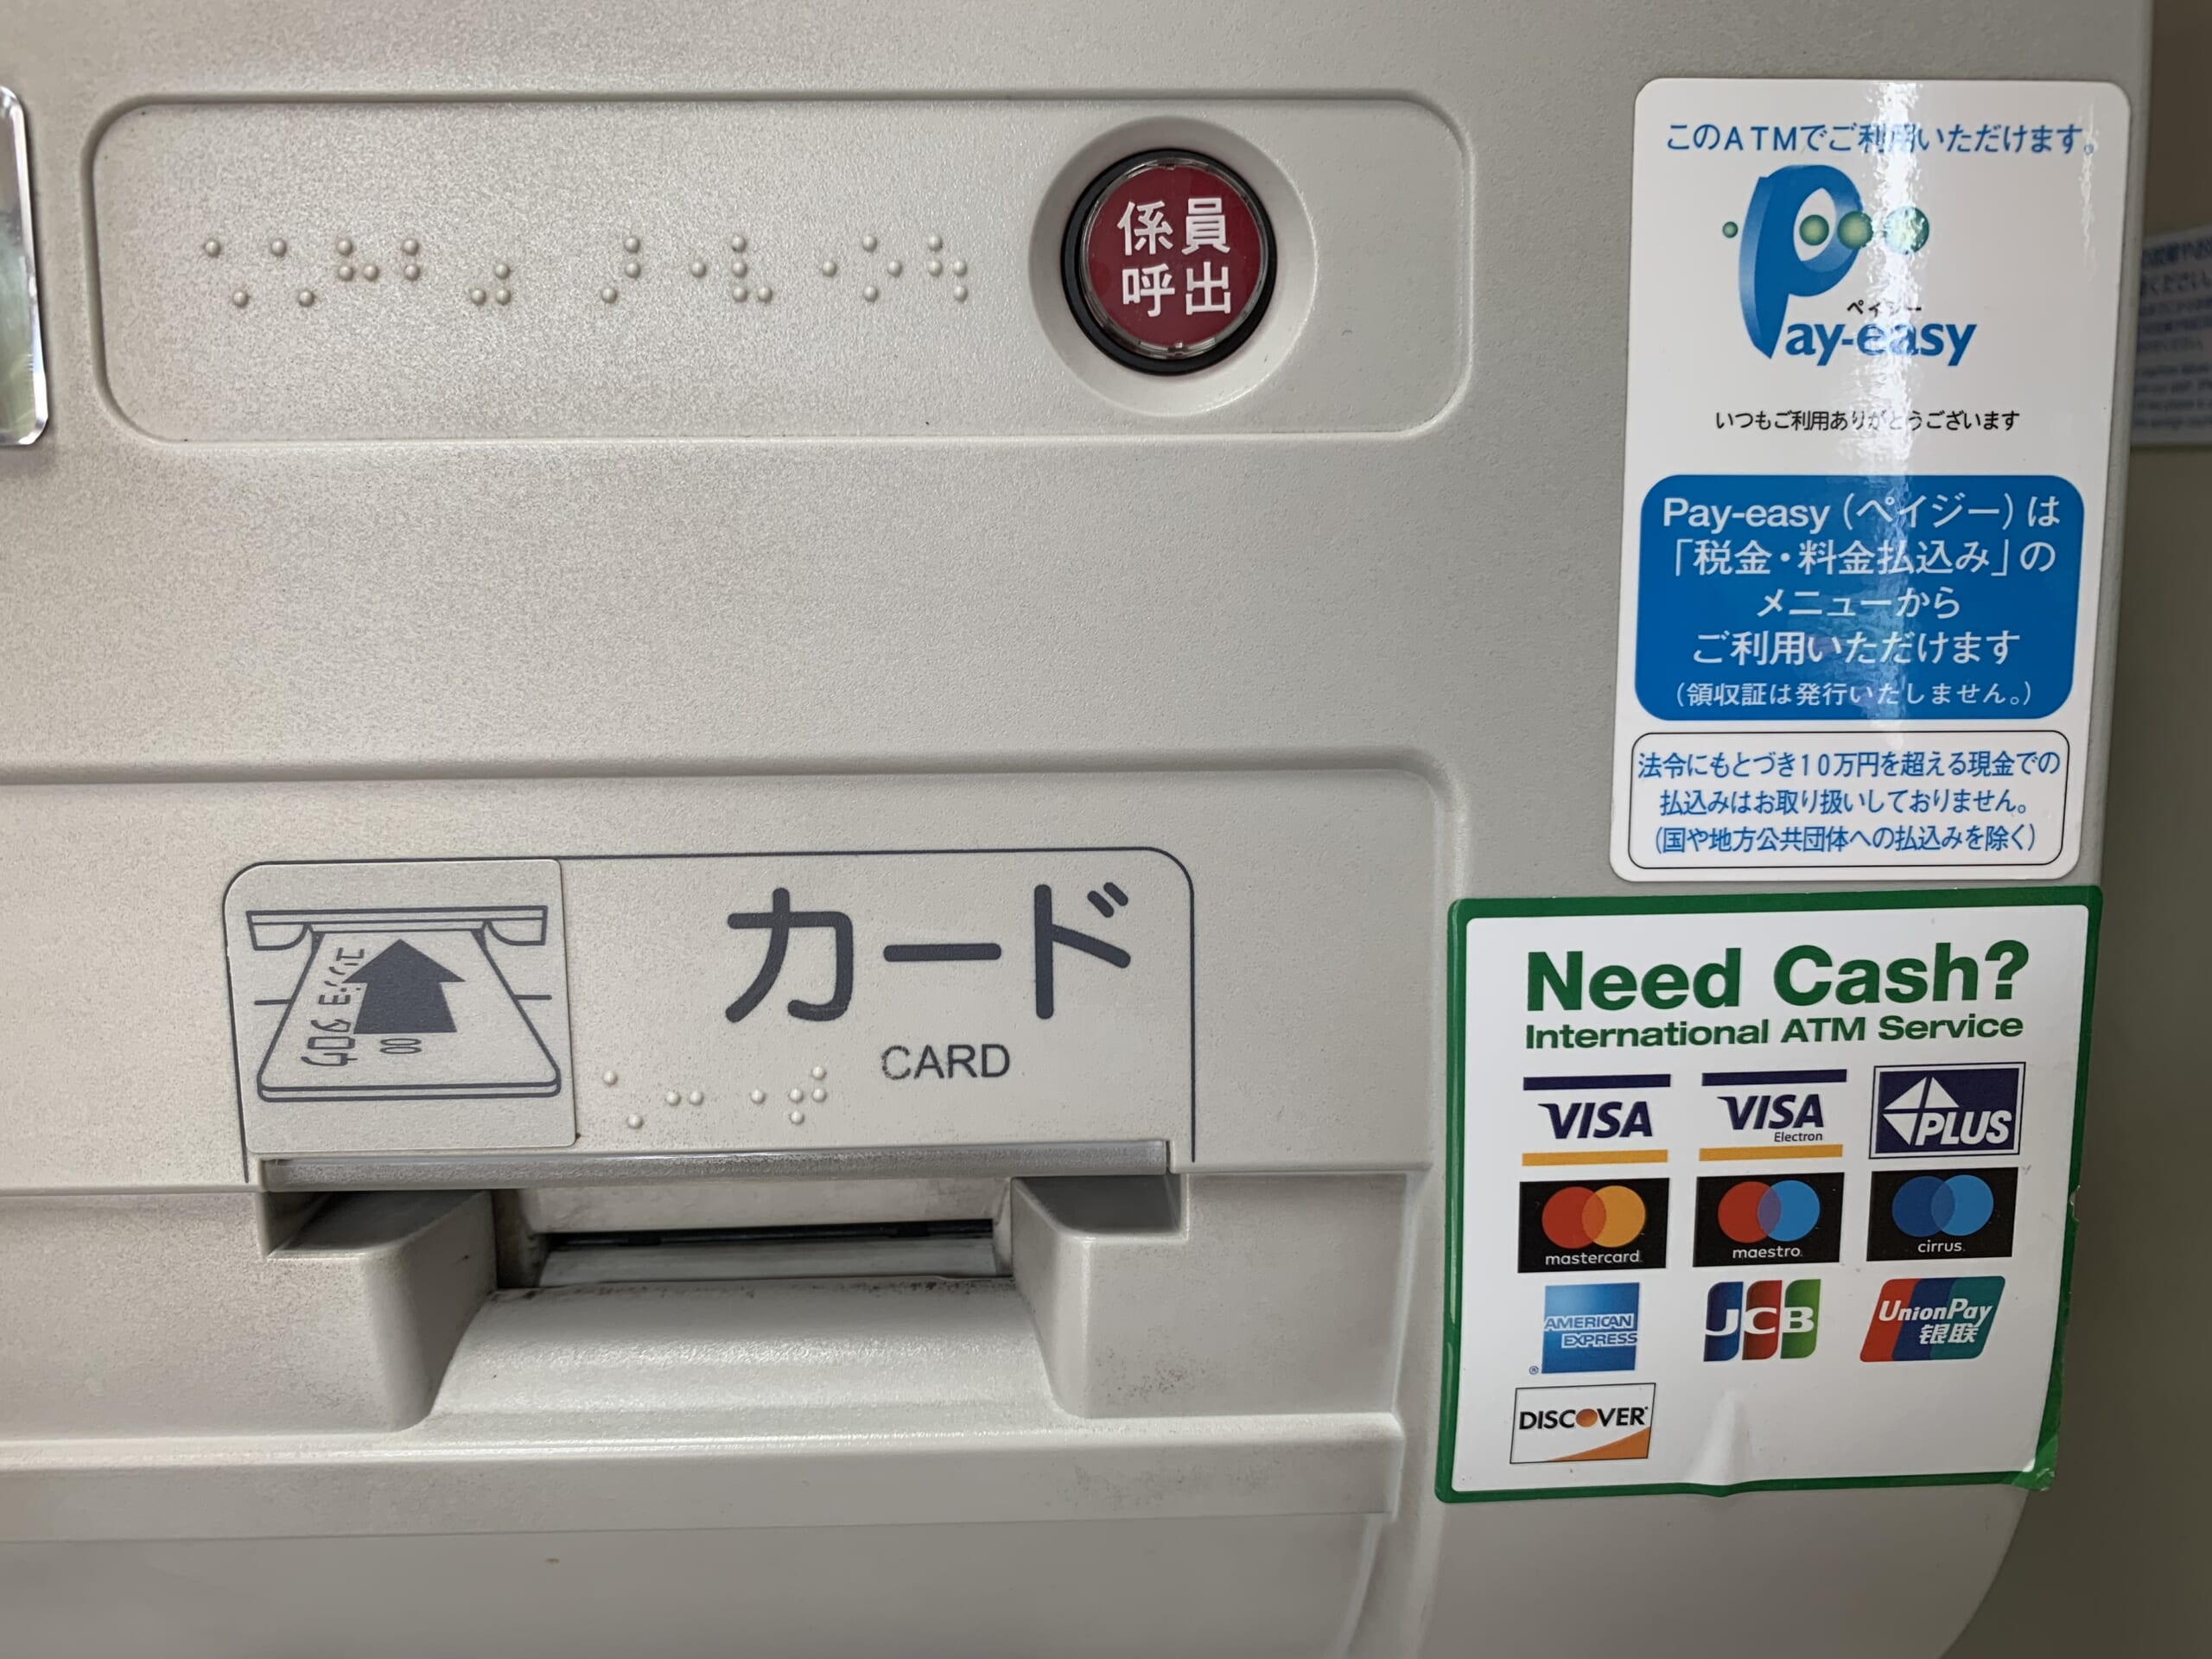 係員
呼出
このATMでご利用いただけます。
ペイジー
Pay-easy
いつもご利用ありがとうございます
Pay-easy（ペイジー）は
「税金・料金払込み」の
メニューから
ご利用いただけます
（領収証は発行いたしません。）
法令にもとづき10万円を超える現金での
払込みはお取り扱いしておりません。
（国や地方公共団体への払込みを除く）
カード
CARD
Need Cash?
International ATM Service
VISA
VISA
Electron
PLUS
mastercard
maestro
cirrus
AMERICAN
EXPRESS
®
JCB
UnionPay
银联
DISCOVER